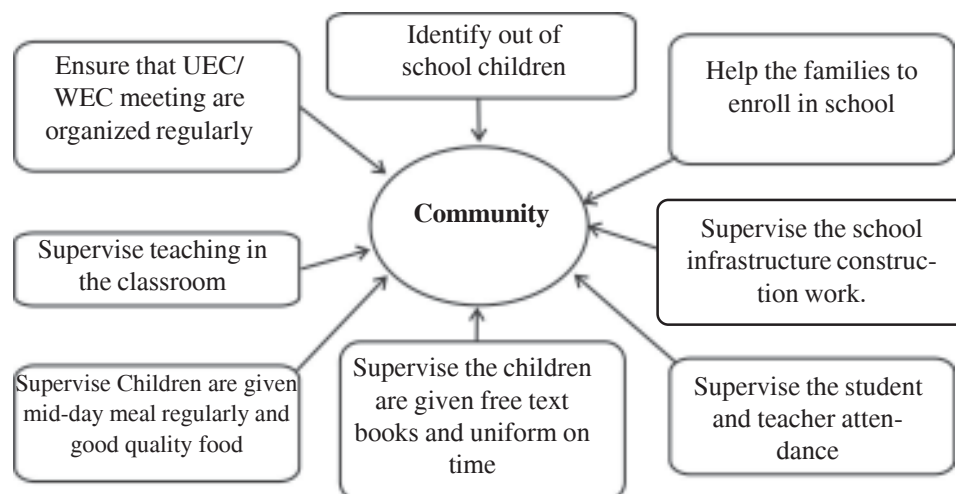 Identify out of
school children
Ensure that UEC/
WEC meeting are
organized regularly
Help the families to
enroll in school
Community
Supervise teaching in
the classroom
Supervise the school
infrastructure construc-
tion work.
Supervise Children are given
mid-day meal regularly and
good quality food
Supervise the children
are given free text
books and uniform on
time
Supervise the student
and teacher atten-
dance